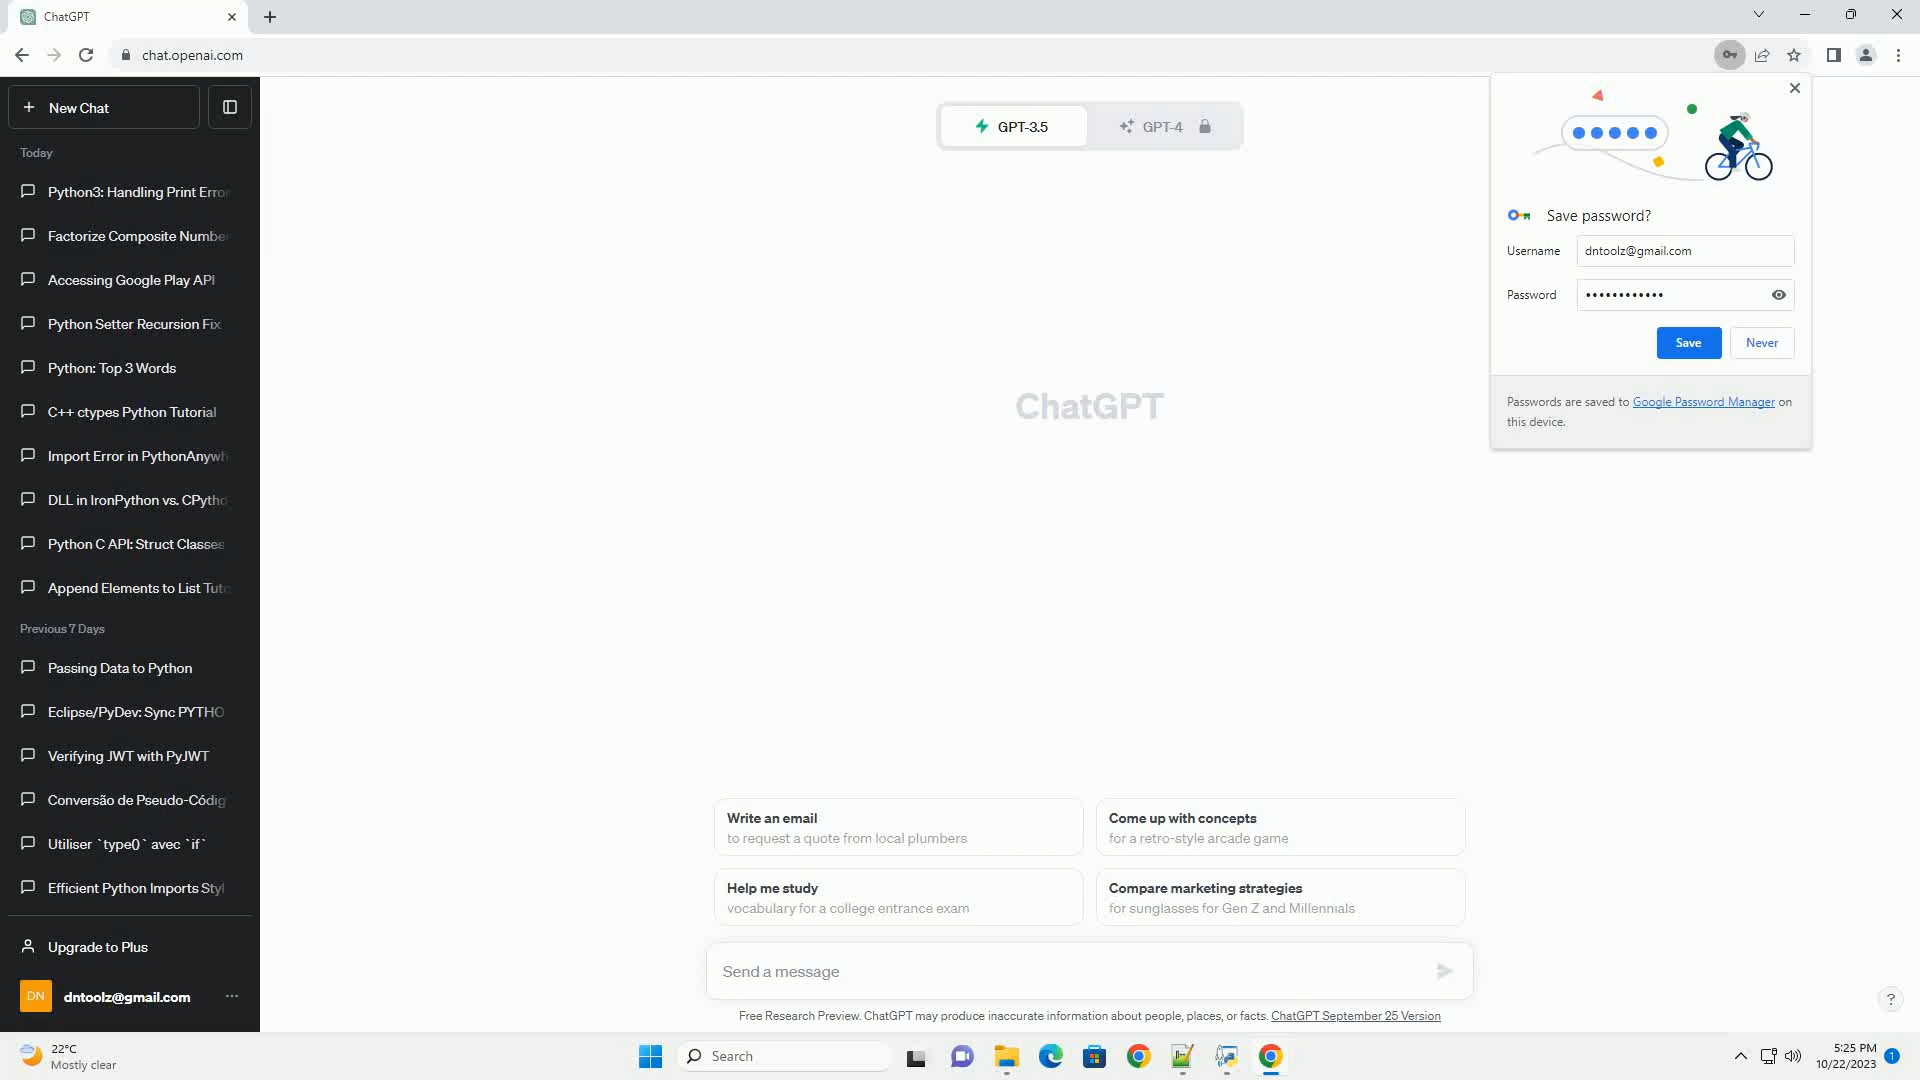 ChatGPT
chat.openai.com
New Chat
GPT-3.5
GPT-4
Today
Python3: Handling Print Erro
Factorize Composite Numbe
Accessing Google Play API
Python Setter Recursion Fix
Python: Top 3 Words
C++ ctypes Python Tutorial
Import Error in PythonAnywh
DLL in IronPython vs. CPytho
Python C API: Struct Classes
Append Elements to List Tuto
Previous 7 Days
Passing Data to Python
Eclipse/PyDev: Sync PYTHO
Verifying JWT with PyJWT
Conversão de Pseudo-Códig
Utiliser `type()` avec `if`
Efficient Python Imports Styl
Upgrade to Plus
DN
dntoolz@gmail.com
Save password?
Username
dntoolz@gmail.com
Password
••••••••••••
Save
Never
Passwords are saved to Google Password Manager on
this device.
ChatGPT
Write an email
to request a quote from local plumbers
Come up with concepts
for a retro-style arcade game
Help me study
vocabulary for a college entrance exam
Compare marketing strategies
for sunglasses for Gen Z and Millennials
Send a message
Free Research Preview. ChatGPT may produce inaccurate information about people, places, or facts. ChatGPT September 25 Version
?
22°C
Mostly clear
Search
5:25 PM
10/22/2023
1